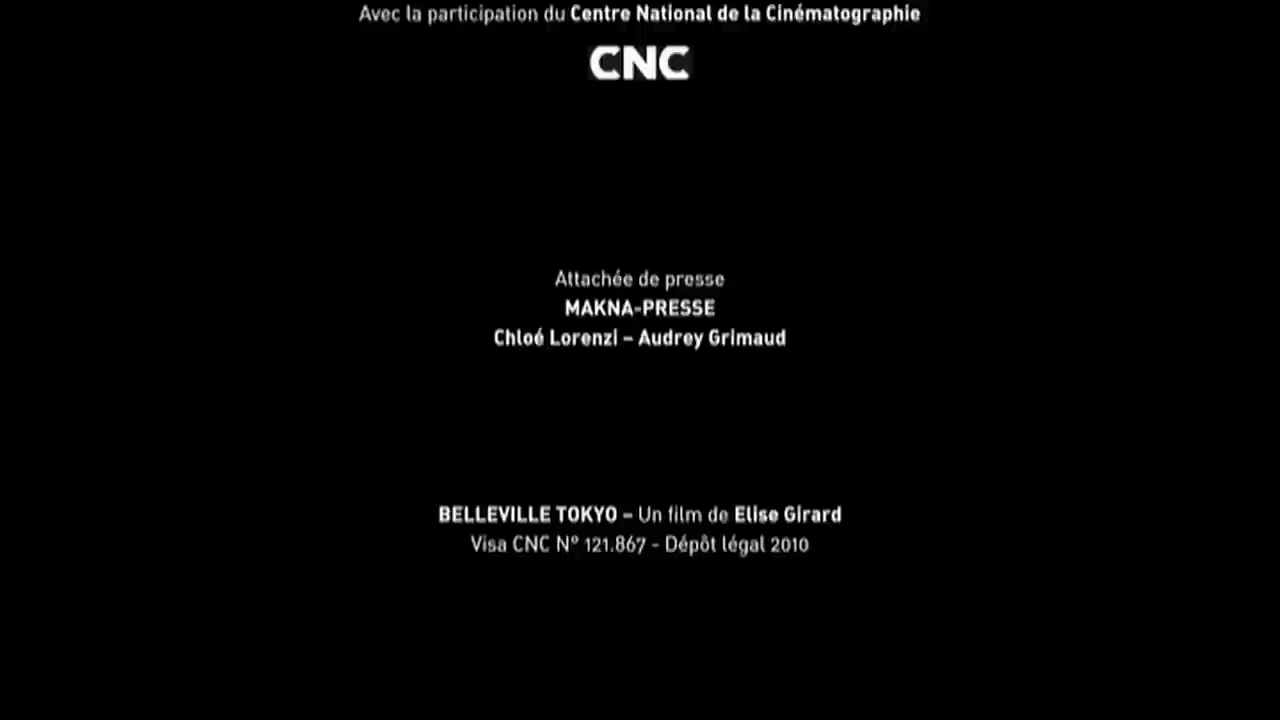 Avec la participation du Centre National de la Cinématographie
CNC
Attachée de presse
MAKNA-PRESSE
Chloé Lorenzi – Audrey Grimaud
BELLEVILLE TOKYO – Un film de Elise Girard
Visa CNC Nº 121.867 - Dépôt légal 2010